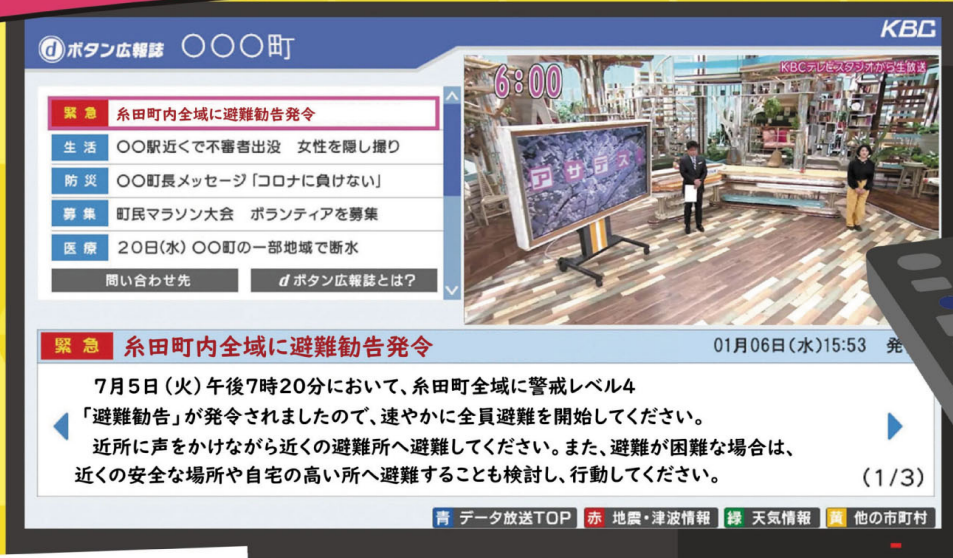 dボタン広報誌 〇〇〇町
KBC
緊急 糸田町内全域に避難勧告発令
生活 〇〇駅近くで不審者出没 女性を隠し撮り
防災 〇〇町長メッセージ「コロナに負けない」
募集 町民マラソン大会 ボランティアを募集
医療 20日(水)〇〇町の一部地域で断水
問い合わせ先
dボタン広報誌とは?
6:00
KBCテレビスタジオから生放送
アサデス
緊急 糸田町内全域に避難勧告発令
01月06日(水)15:53 発
7月5日(火)午後7時20分において、糸田町全域に警戒レベル4
「避難勧告」が発令されましたので、速やかに全員避難を開始してください。
近所に声をかけながら近くの避難所へ避難してください。また、避難が困難な場合は、
近くの安全な場所や自宅の高い所へ避難することも検討し、行動してください。
(1/3)
青 データ放送TOP 赤 地震・津波情報 緑 天気情報 黄 他の市町村